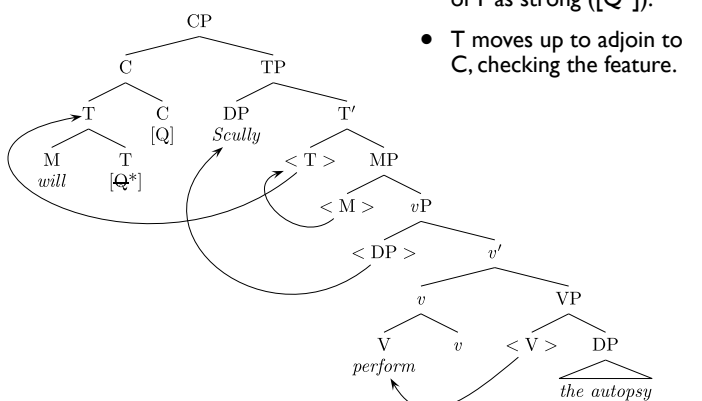 of T as strong ([Q*]).
• T moves up to adjoin to
C, checking the feature.
CP
C TP
T C DP T′
[Q] Scully
M T < T > MP
will [Q*]
< M > vP
< DP > v′
v VP
V v < V > DP
perform
the autopsy